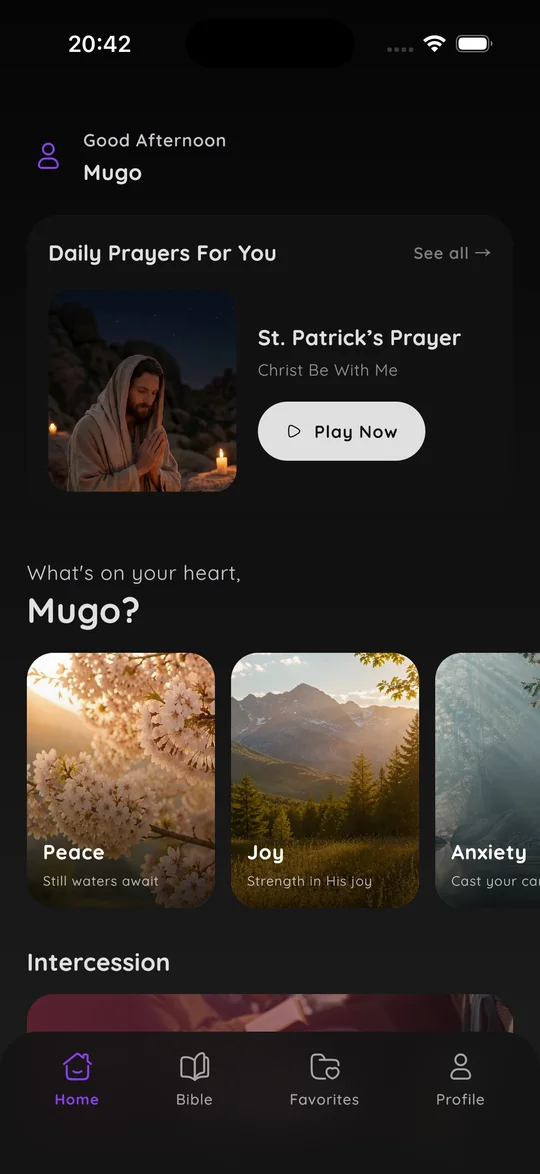 20:42
Good Afternoon
Mugo
Daily Prayers For You
See all →
St. Patrick’s Prayer
Christ Be With Me
Play Now
What's on your heart,
Mugo?
Peace
Still waters await
Joy
Strength in His joy
Anxiety
Cast your
Intercession
Home
Bible
Favorites
Profile